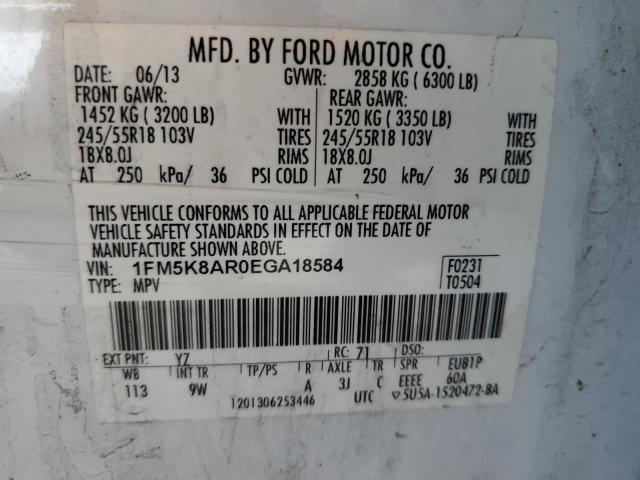 MFD. BY FORD MOTOR CO.
DATE: 06/13 GVWR: 2858 KG ( 6300 LB)
FRONT GAWR: REAR GAWR:
1452 KG ( 3200 LB) WITH 1520 KG ( 3350 LB) WITH
245/55R18 103V TIRES 245/55R18 103V TIRES
18X8.0J RIMS 18X8.0J RIMS
AT 250 kPa/ 36 PSI COLD AT 250 kPa/ 36 PSI COLD
THIS VEHICLE CONFORMS TO ALL APPLICABLE FEDERAL MOTOR
VEHICLE SAFETY STANDARDS IN EFFECT ON THE DATE OF
MANUFACTURE SHOWN ABOVE.
VIN: 1FM5K8AR0EGA18584 F0231
TYPE: MPV T0504
EXT PNT: YZ RC: 71 DSO:
WB INT TR TP/PS R AXLE TR SPR EUB1P
113 9W A 3J C EEEE 60A
1201306253446 UTC 5U5A-1520472-BA